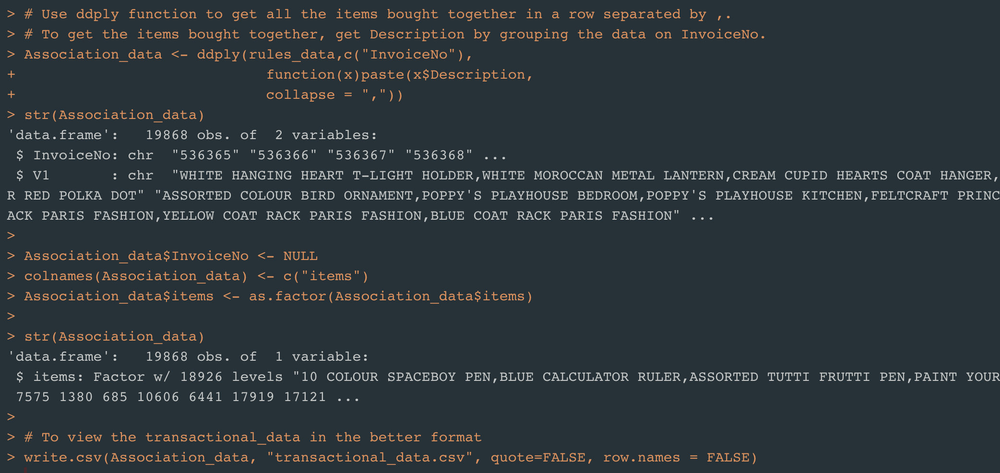 > # Use ddply function to get all the items bought together in a row separated by ,.
> # To get the items bought together, get Description by grouping the data on InvoiceNo.
> Association_data <- ddply(rules_data,c("InvoiceNo"),
+                             function(x)paste(x$Description,
+                             collapse = ","))
> str(Association_data)
'data.frame':   19868 obs. of  2 variables:
 $ InvoiceNo: chr  "536365" "536366" "536367" "536368" ...
 $ V1       : chr  "WHITE HANGING HEART T-LIGHT HOLDER,WHITE MOROCCAN METAL LANTERN,CREAM CUPID HEARTS COAT HANGER,
R RED POLKA DOT" "ASSORTED COLOUR BIRD ORNAMENT,POPPY'S PLAYHOUSE BEDROOM,POPPY'S PLAYHOUSE KITCHEN,FELTCRAFT PRINC
ACK PARIS FASHION,YELLOW COAT RACK PARIS FASHION,BLUE COAT RACK PARIS FASHION" ...
>
> Association_data$InvoiceNo <- NULL
> colnames(Association_data) <- c("items")
> Association_data$items <- as.factor(Association_data$items)
>
> str(Association_data)
'data.frame':   19868 obs. of  1 variable:
 $ items: Factor w/ 18926 levels "10 COLOUR SPACEBOY PEN,BLUE CALCULATOR RULER,ASSORTED TUTTI FRUTTI PEN,PAINT YOUR
 7575 1380 685 10606 6441 17919 17121 ...
>
> # To view the transactional_data in the better format
> write.csv(Association_data, "transactional_data.csv", quote=FALSE, row.names = FALSE)